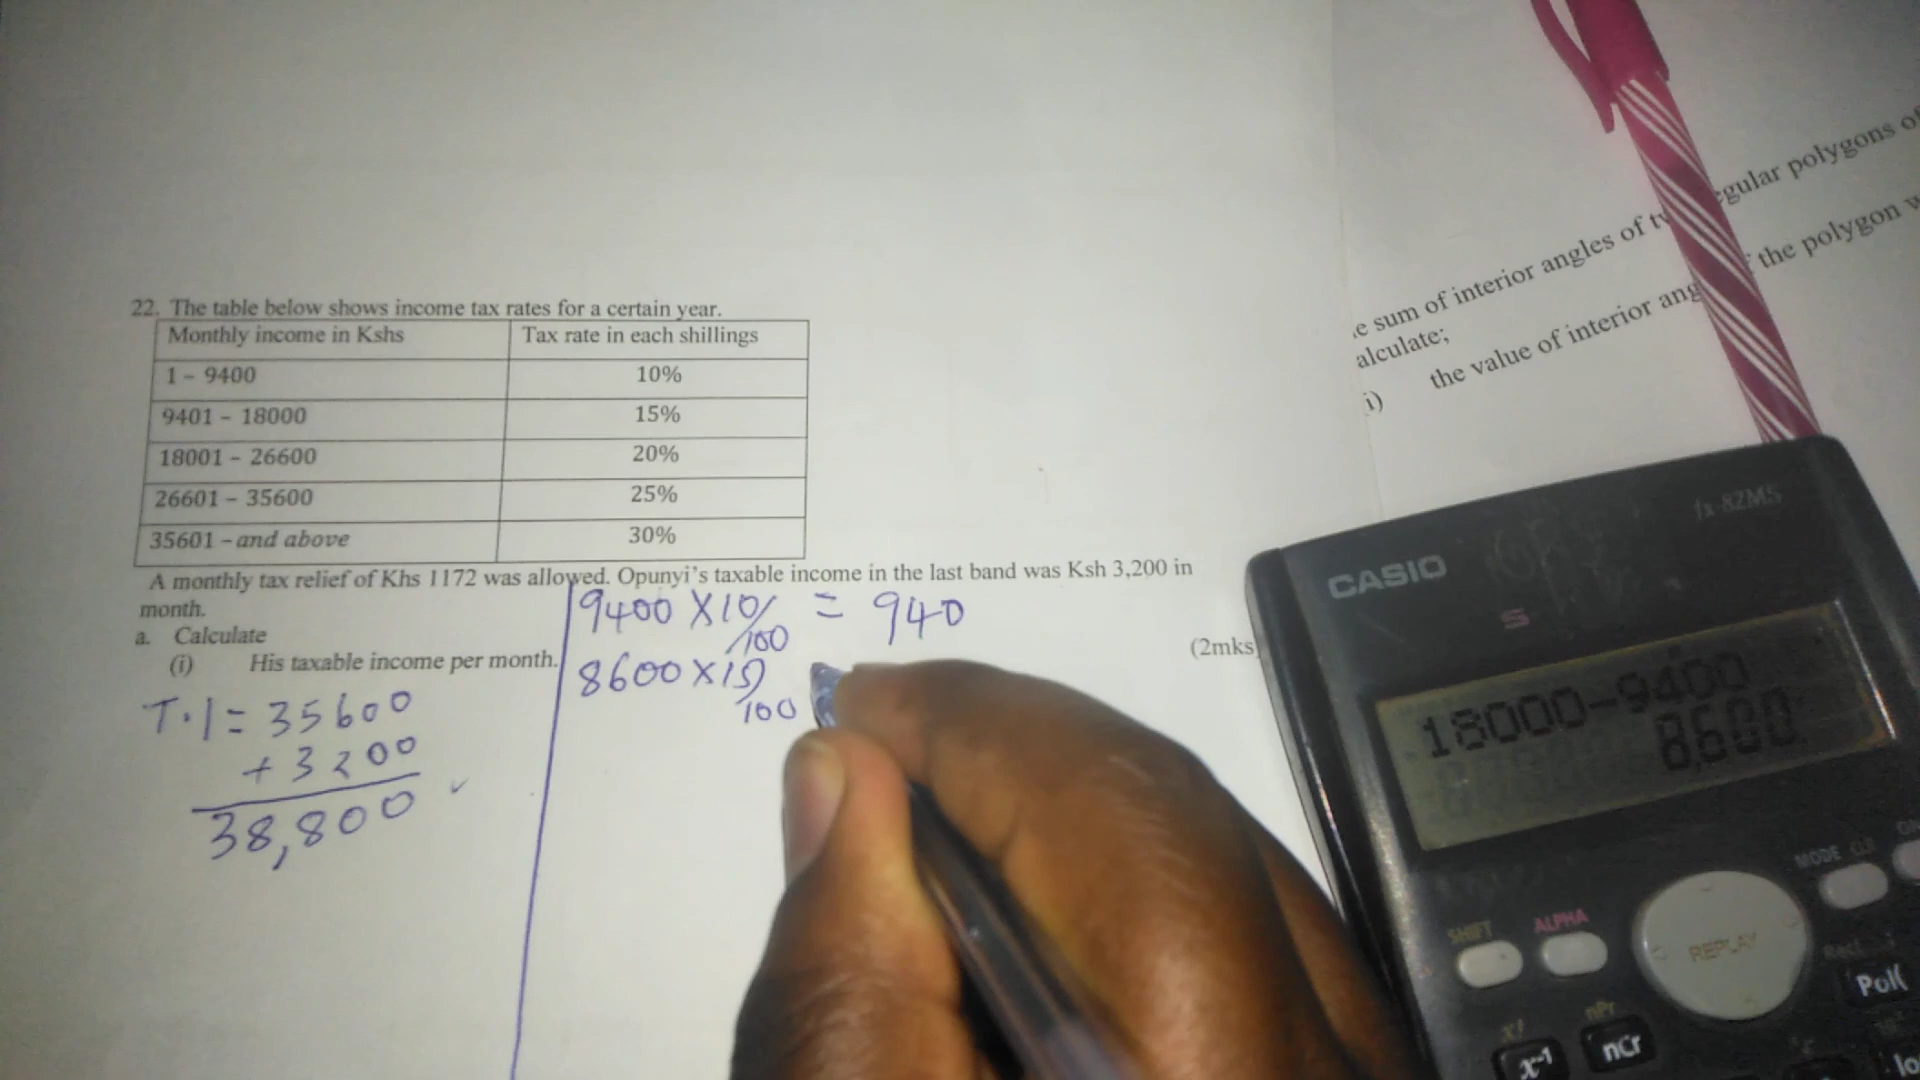 22. The table below shows income tax rates for a certain year.
Monthly income in Kshs Tax rate in each shillings
1 - 9400 10%
9401 - 18000 15%
18001 - 26600 20%
26601 - 35600 25%
35601 - and above 30%
A monthly tax relief of Khs 1172 was allowed. Opunyi's taxable income in the last band was Ksh 3,200 in
month.
a. Calculate
(i) His taxable income per month. (2mks
T.I = 35600
+ 3200
38,800
9400 X 10/100 = 940
8600 X 15/100
e sum of interior angles of gular polygons of
alculate;
i) the value of interior ang the polygon
CASIO
fx-82MS
S
18000-9400
8600
SHIFT
ALPHA
REPLAY
MODE CLR
ON
x!
nPr
x-1
nCr
Pol(
lo